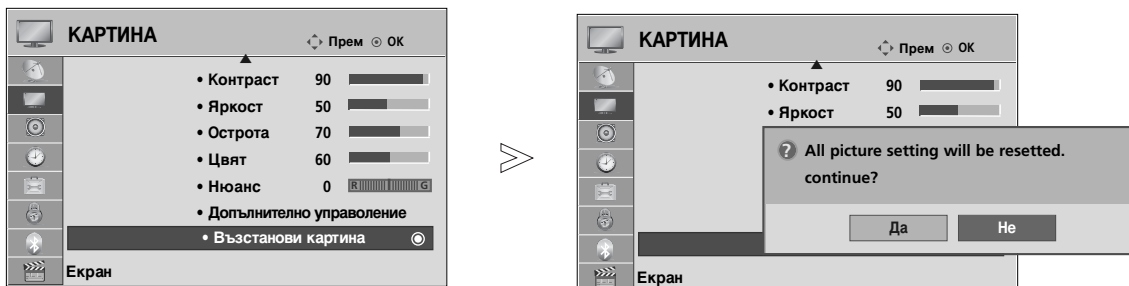 КАРТИНА
Прем ⊙ OK
• Контраст 90
• Яркост 50
• Острота 70
• Цвят 60
• Нюанс 0 R G
• Допълнително управоление
• Възстанови картина
Екран
КАРТИНА
Прем ⊙ OK
• Контраст 90
• Яркост 50
? All picture setting will be resetted.
continue?
Да Не
Екран